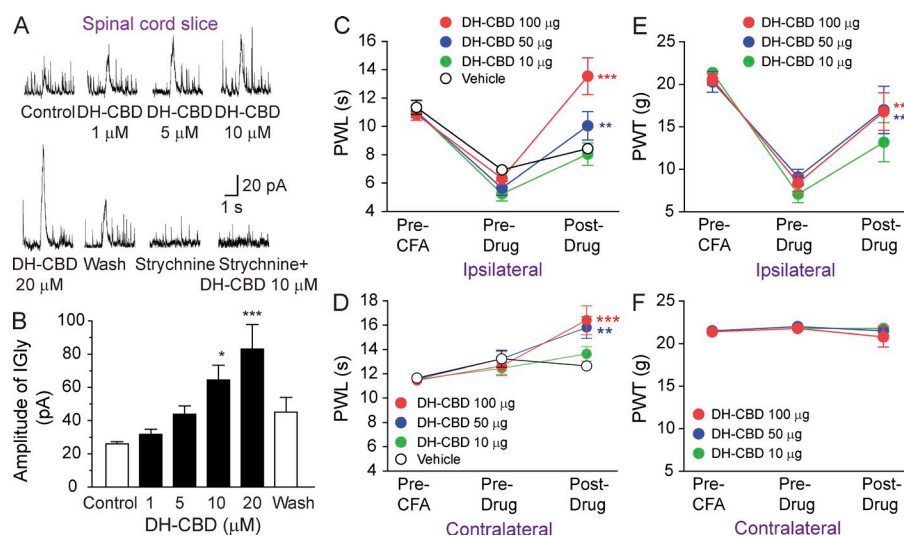 A
Spinal cord slice
Control DH-CBD DH-CBD DH-CBD
1 μM 5 μM 10 μM
20 pA
1 s
DH-CBD Wash Strychnine Strychnine+
20 μM DH-CBD 10 μM
B
Amplitude of IGly
(pA)
100
80
60
40
20
0
*
***
Control 1 5 10 20 Wash
DH-CBD (μM)
C
DH-CBD 100 μg
DH-CBD 50 μg
DH-CBD 10 μg
Vehicle
PWL (s)
16
14
12
10
8
6
4
***
**
Pre- Pre- Post-
CFA Drug Drug
Ipsilateral
D
PWL (s)
18
16
14
12
10
8
6
4
***
**
DH-CBD 100 μg
DH-CBD 50 μg
DH-CBD 10 μg
Vehicle
Pre- Pre- Post-
CFA Drug Drug
Contralateral
E
DH-CBD 100 μg
DH-CBD 50 μg
DH-CBD 10 μg
PWT (g)
25
20
15
10
5
0
**
**
Pre- Pre- Post-
CFA Drug Drug
Ipsilateral
F
PWT (g)
25
20
15
10
5
0
DH-CBD 100 μg
DH-CBD 50 μg
DH-CBD 10 μg
Pre- Pre- Post-
CFA Drug Drug
Contralateral